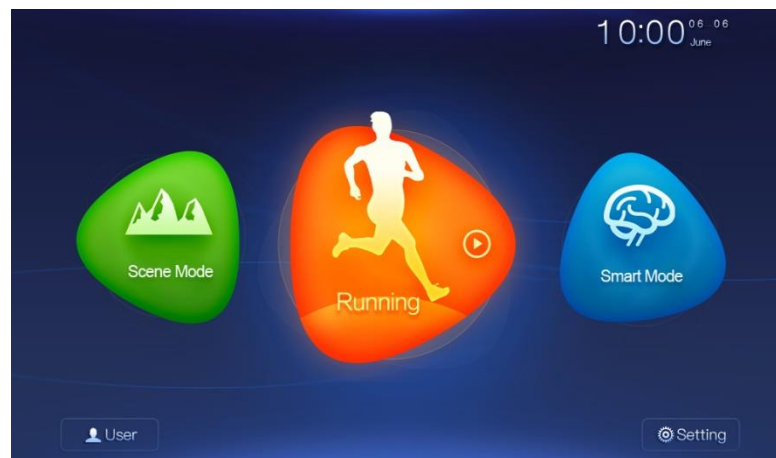 10:00 06-06
June
Scene Mode
Running
Smart Mode
User
Setting